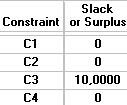 Constraint Slack or Surplus
C1 0
C2 0
C3 10,0000
C4 0